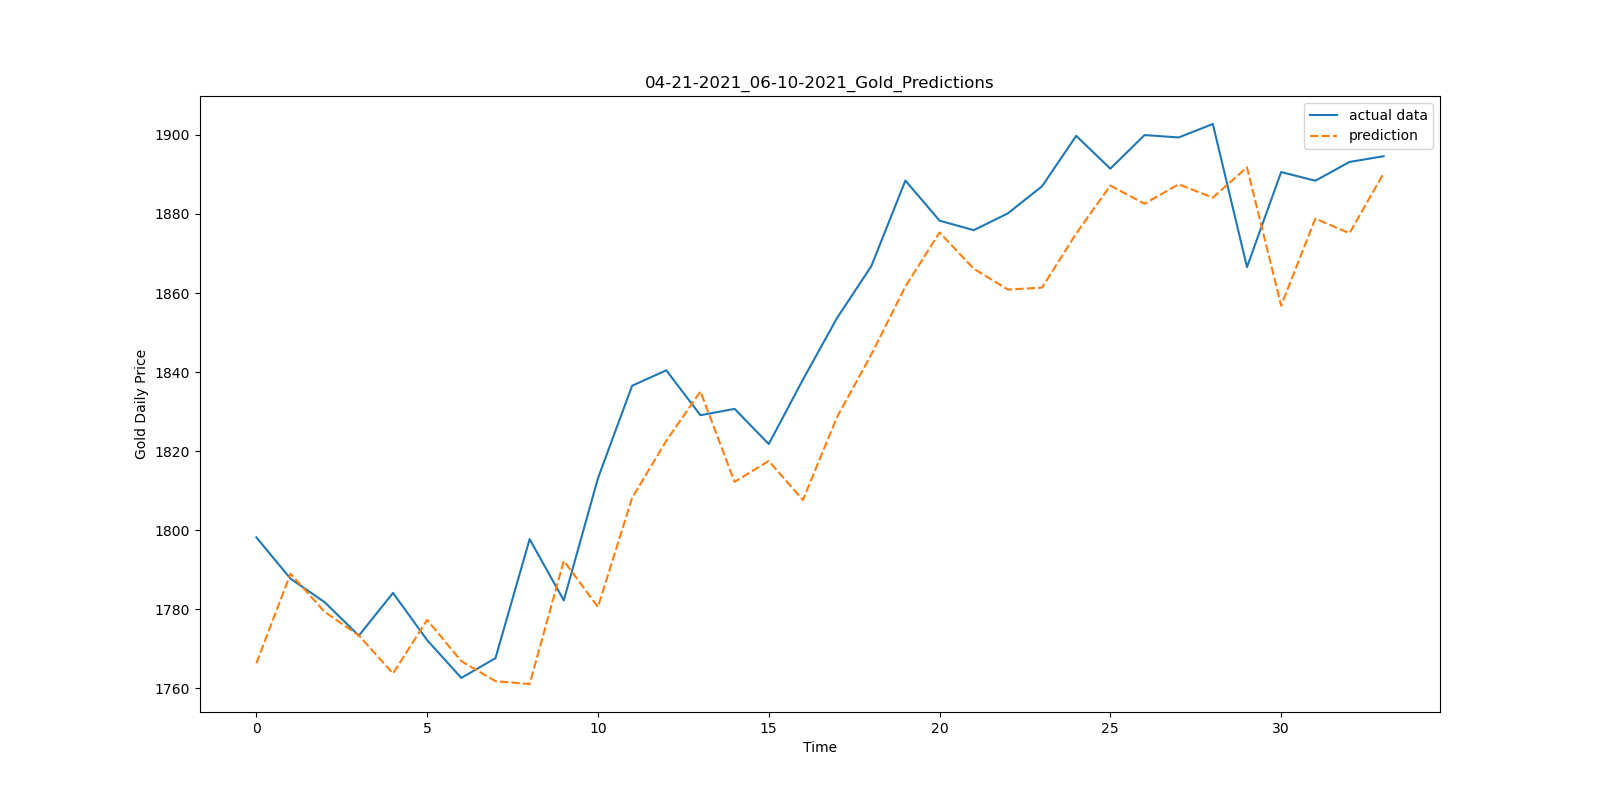 04-21-2021_06-10-2021_Gold_Predictions
actual data
prediction
1900
1880
1860
1840
1820
1800
1780
1760
Gold Daily Price
0 5 10 15 20 25 30
Time